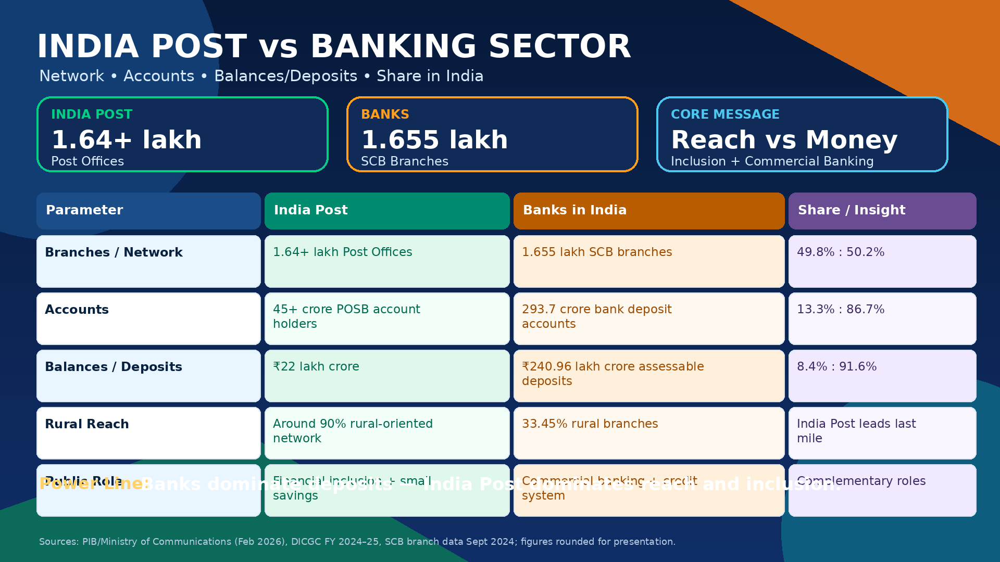 INDIA POST vs BANKING SECTOR
Network • Accounts • Balances/Deposits • Share in India
INDIA POST
1.64+ lakh
Post Offices
BANKS
1.655 lakh
SCB Branches
CORE MESSAGE
Reach vs Money
Inclusion + Commercial Banking
Parameter
India Post
Banks in India
Share / Insight
Branches / Network
1.64+ lakh Post Offices
1.655 lakh SCB branches
49.8% : 50.2%
Accounts
45+ crore POSB account
holders
293.7 crore bank deposit
accounts
13.3% : 86.7%
Balances / Deposits
₹22 lakh crore
₹240.96 lakh crore assessable
deposits
8.4% : 91.6%
Rural Reach
Around 90% rural-oriented
network
33.45% rural branches
India Post leads last
mile
Public Role
Financial inclusion + small
savings
Commercial banking + credit
system
Complementary roles
Power Line:
Banks dominate deposits — India Post dominates reach and inclusion.
Sources: PIB/Ministry of Communications (Feb 2026), DICGC FY 2024–25, SCB branch data Sept 2024; figures rounded for presentation.